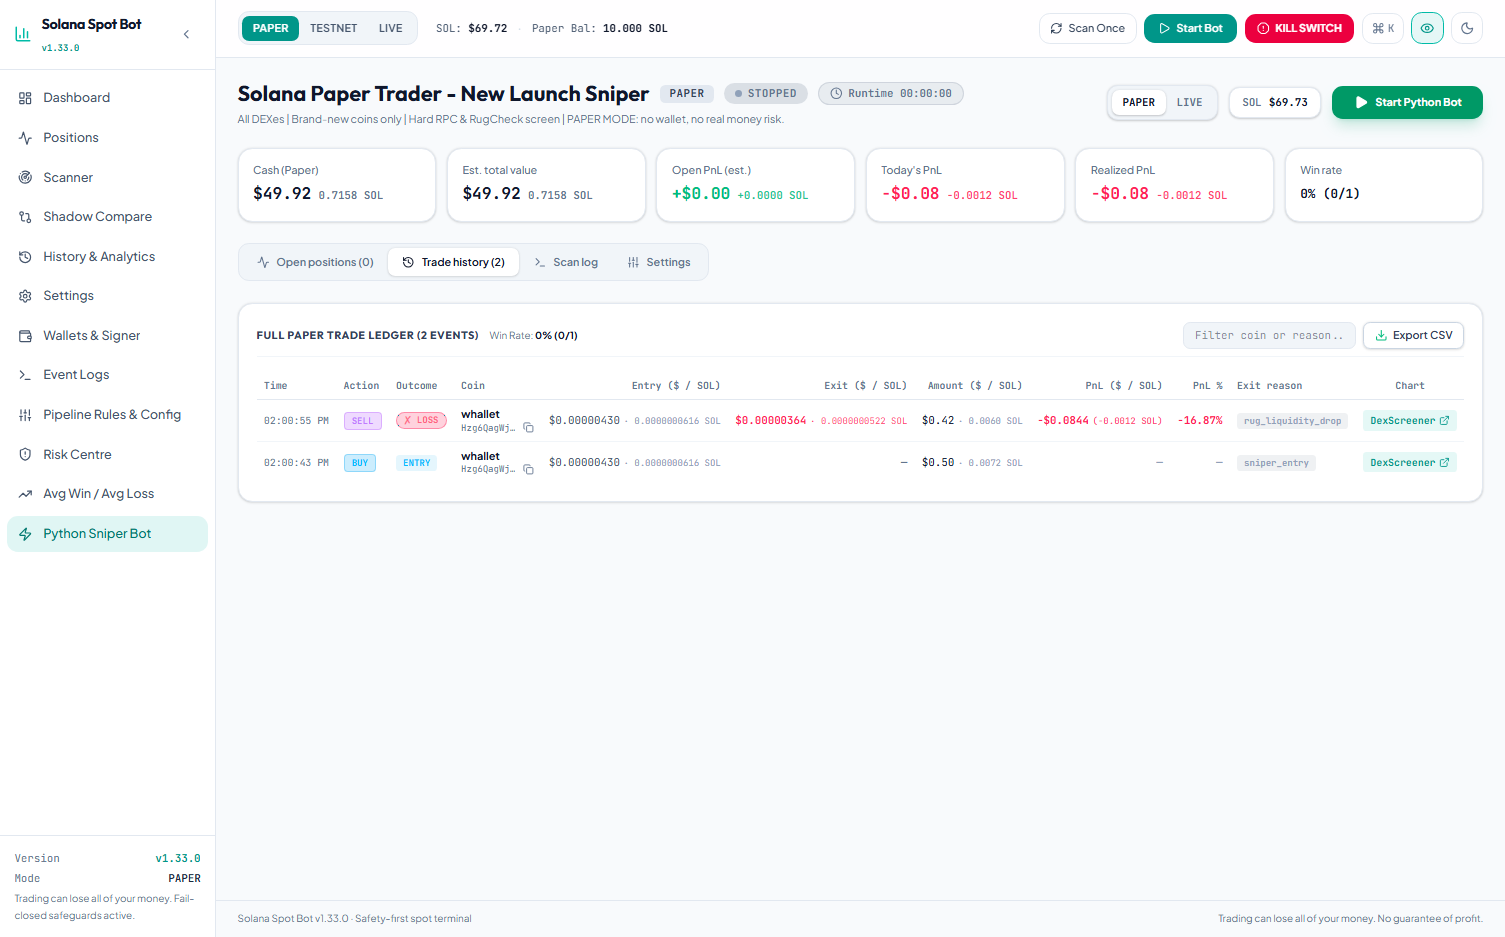 Solana Spot Bot
v1.33.0
Dashboard
Positions
Scanner
Shadow Compare
History & Analytics
Settings
Wallets & Signer
Event Logs
Pipeline Rules & Config
Risk Centre
Avg Win / Avg Loss
Python Sniper Bot
Version v1.33.0
Mode PAPER
Trading can lose all of your money. Fail-
closed safeguards active.
PAPER TESTNET LIVE SOL: $69.72 · Paper Bal: 10.000 SOL Scan Once Start Bot KILL SWITCH ⌘ K
Solana Paper Trader - New Launch Sniper PAPER STOPPED Runtime 00:00:00
All DEXes | Brand-new coins only | Hard RPC & RugCheck screen | PAPER MODE: no wallet, no real money risk.
PAPER LIVE SOL $69.73 Start Python Bot
Cash (Paper)
$49.92 0.7158 SOL
Est. total value
$49.92 0.7158 SOL
Open PnL (est.)
+$0.00 +0.0000 SOL
Today's PnL
-$0.08 -0.0012 SOL
Realized PnL
-$0.08 -0.0012 SOL
Win rate
0% (0/1)
Open positions (0) Trade history (2) Scan log Settings
FULL PAPER TRADE LEDGER (2 EVENTS) Win Rate: 0% (0/1) Filter coin or reason.. Export CSV
Time Action Outcome Coin Entry ($ / SOL) Exit ($ / SOL) Amount ($ / SOL) PnL ($ / SOL) PnL % Exit reason Chart
02:00:55 PM SELL X LOSS whallet $0.00000430 · 0.0000000616 SOL $0.00000364 · 0.0000000522 SOL $0.42 · 0.0060 SOL -$0.0844 (-0.0012 SOL) -16.87% rug_liquidity_drop DexScreener
Hzg6QagWj…
02:00:43 PM BUY ENTRY whallet $0.00000430 · 0.0000000616 SOL — $0.50 · 0.0072 SOL — — sniper_entry DexScreener
Hzg6QagWj…
Solana Spot Bot v1.33.0 · Safety-first spot terminal
Trading can lose all of your money. No guarantee of profit.